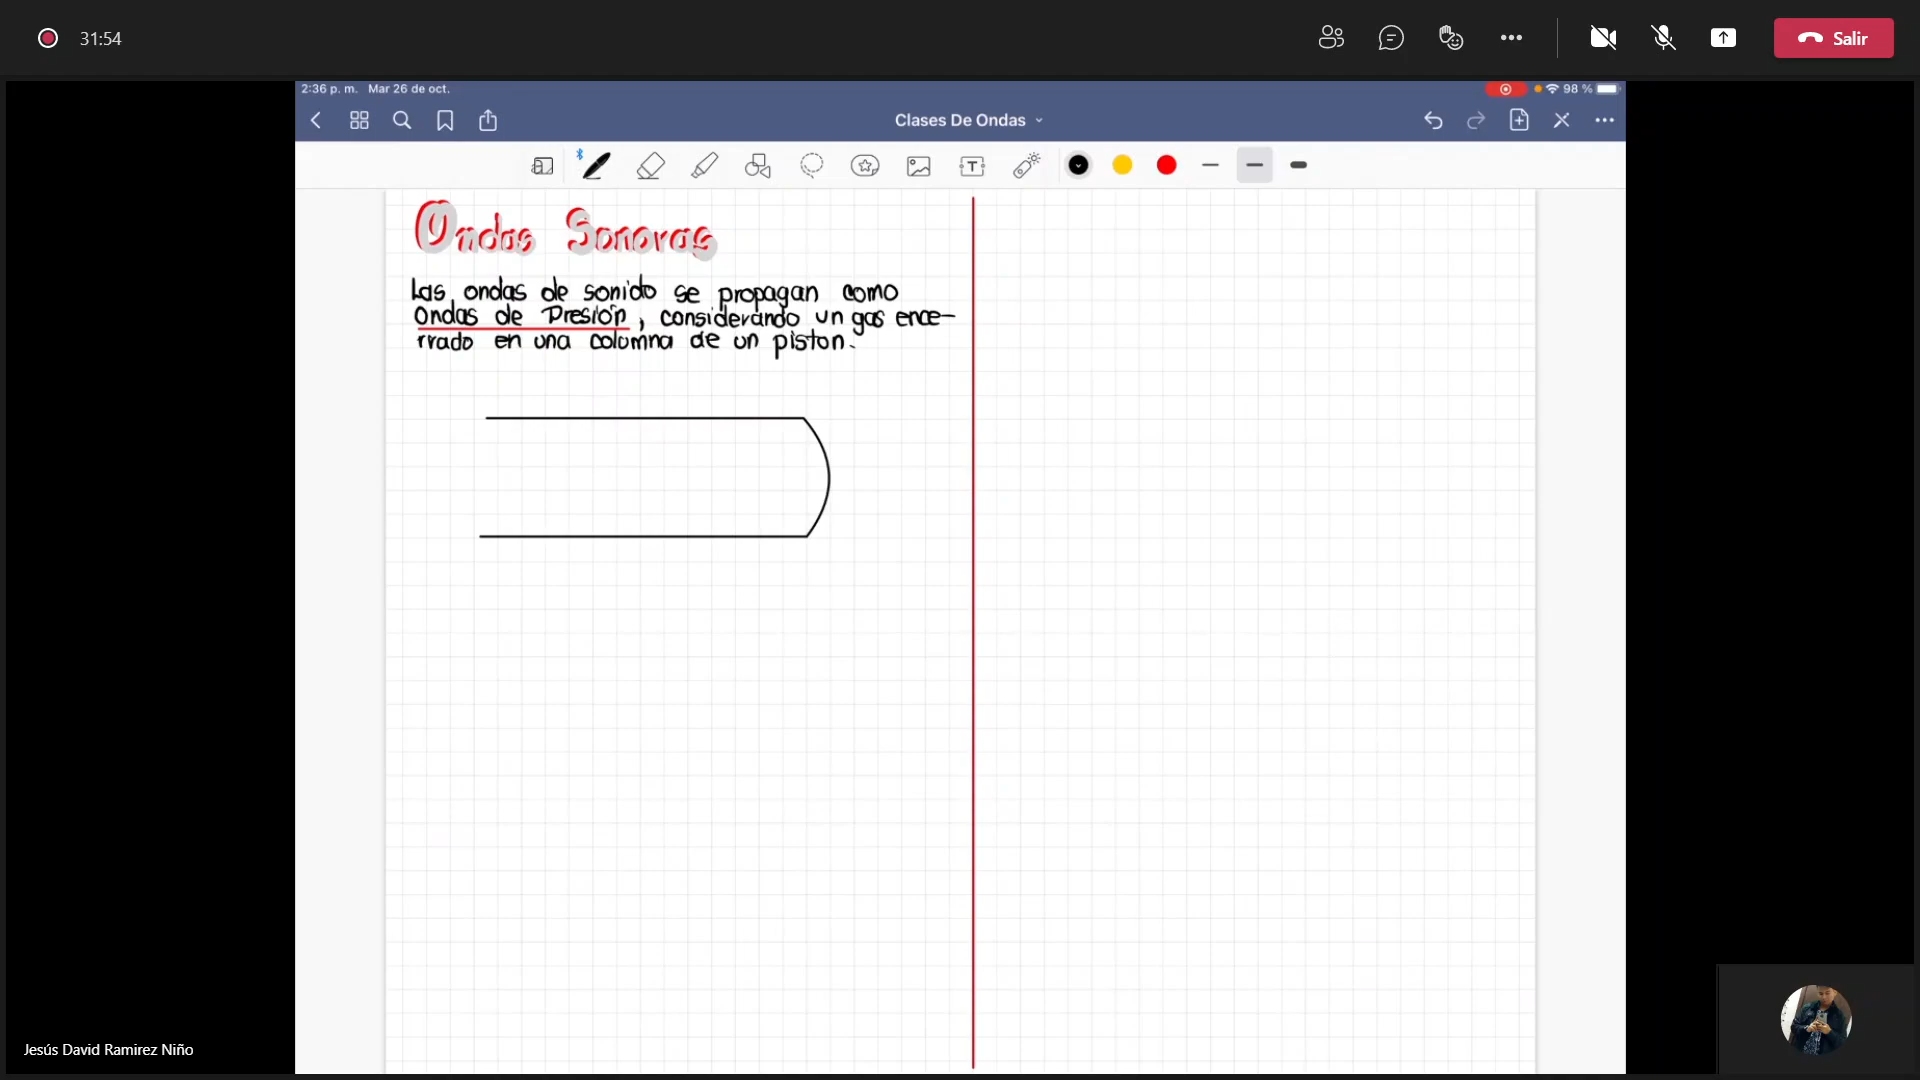 31:54
Salir
2:36 p. m. Mar 26 de oct.
98 %
Clases De Ondas
T
Ondas Sonoras
Las ondas de sonido se propagan como
Ondas de Presión, considerando un gas ence-
rrado en una columna de un piston.
Jesús David Ramirez Niño